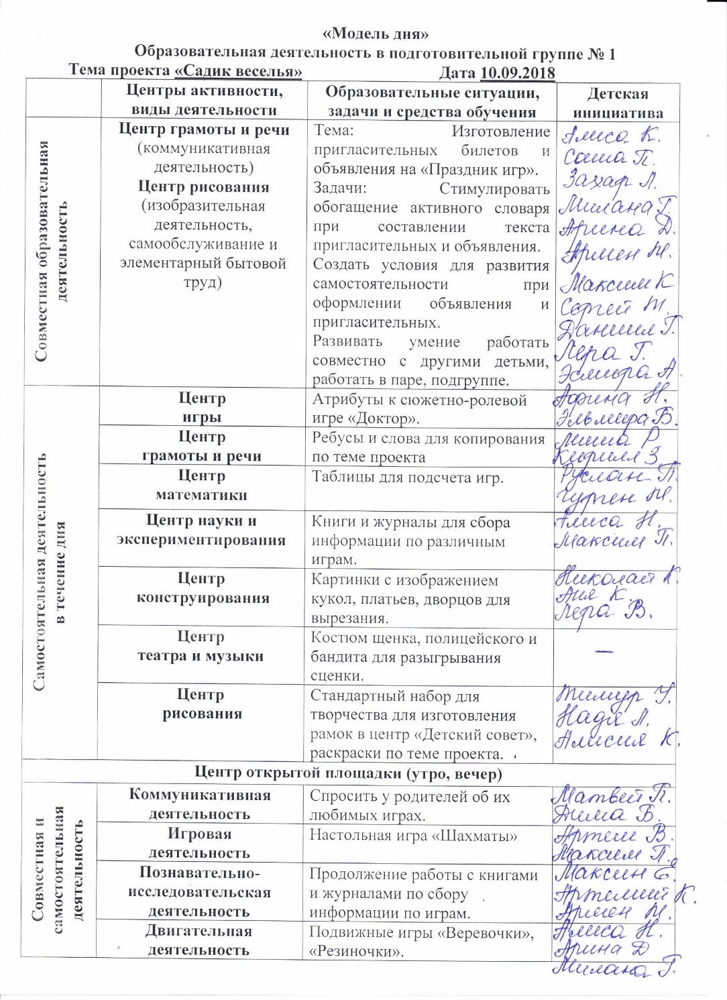 «Модель дня»
Образовательная деятельность в подготовительной группе № 1
Тема проекта «Садик веселья» Дата 10.09.2018
Центры активности,
виды деятельности
Образовательные ситуации,
задачи и средства обучения
Детская
инициатива
Совместная образовательная
деятельность
Центр грамоты и речи
(коммуникативная
деятельность)
Центр рисования
(изобразительная
деятельность,
самообслуживание и
элементарный бытовой
труд)
Тема: Изготовление
пригласительных билетов и
объявления на «Праздник игр».
Задачи: Стимулировать
обогащение активного словаря
при составлении текста
пригласительных и объявления.
Создать условия для развития
самостоятельности при
оформлении объявления и
пригласительных.
Развивать умение работать
совместно с другими детьми,
работать в паре, подгруппе.
Алиса К.
Саша П.
Захар Л.
Милана Г.
Арина Д.
Армен М.
Максим К
Сергей М.
Даниил Г.
Лера Г.
Эсмира А.
Самостоятельная деятельность
в течение дня
Центр
игры
Атрибуты к сюжетно-ролевой
игре «Доктор».
Арина Н.
Эльмира Б.
Центр
грамоты и речи
Ребусы и слова для копирования
по теме проекта
Миша Р.
Кирилл З.
Центр
математики
Таблицы для подсчета игр.
Руслан П.
Гурген М.
Центр науки и
экспериментирования
Книги и журналы для сбора
информации по различным
играм.
Алиса Н.
Максим П.
Центр
конструирования
Картинки с изображением
кукол, платьев, дворцов для
вырезания.
Николай К.
Аня К.
Лера В.
Центр
театра и музыки
Костюм щенка, полицейского и
бандита для разыгрывания
сценки.
—
Центр
рисования
Стандартный набор для
творчества для изготовления
рамок в центр «Детский совет»,
раскраски по теме проекта.
Тимур У.
Надя Л.
Алисия К.
Центр открытой площадки (утро, вечер)
Совместная и
самостоятельная
деятельность
Коммуникативная
деятельность
Спросить у родителей об их
любимых играх.
Матвей П.
Дима Б.
Игровая
деятельность
Настольная игра «Шахматы»
Артем В.
Максим П.
Познавательно-
исследовательская
деятельность
Продолжение работы с книгами
и журналами по сбору
информации по играм.
Максим Е.
Артемий К.
Армен М.
Двигательная
деятельность
Подвижные игры «Веревочки»,
«Резиночки».
Алиса Н.
Арина Д
Милана Г.